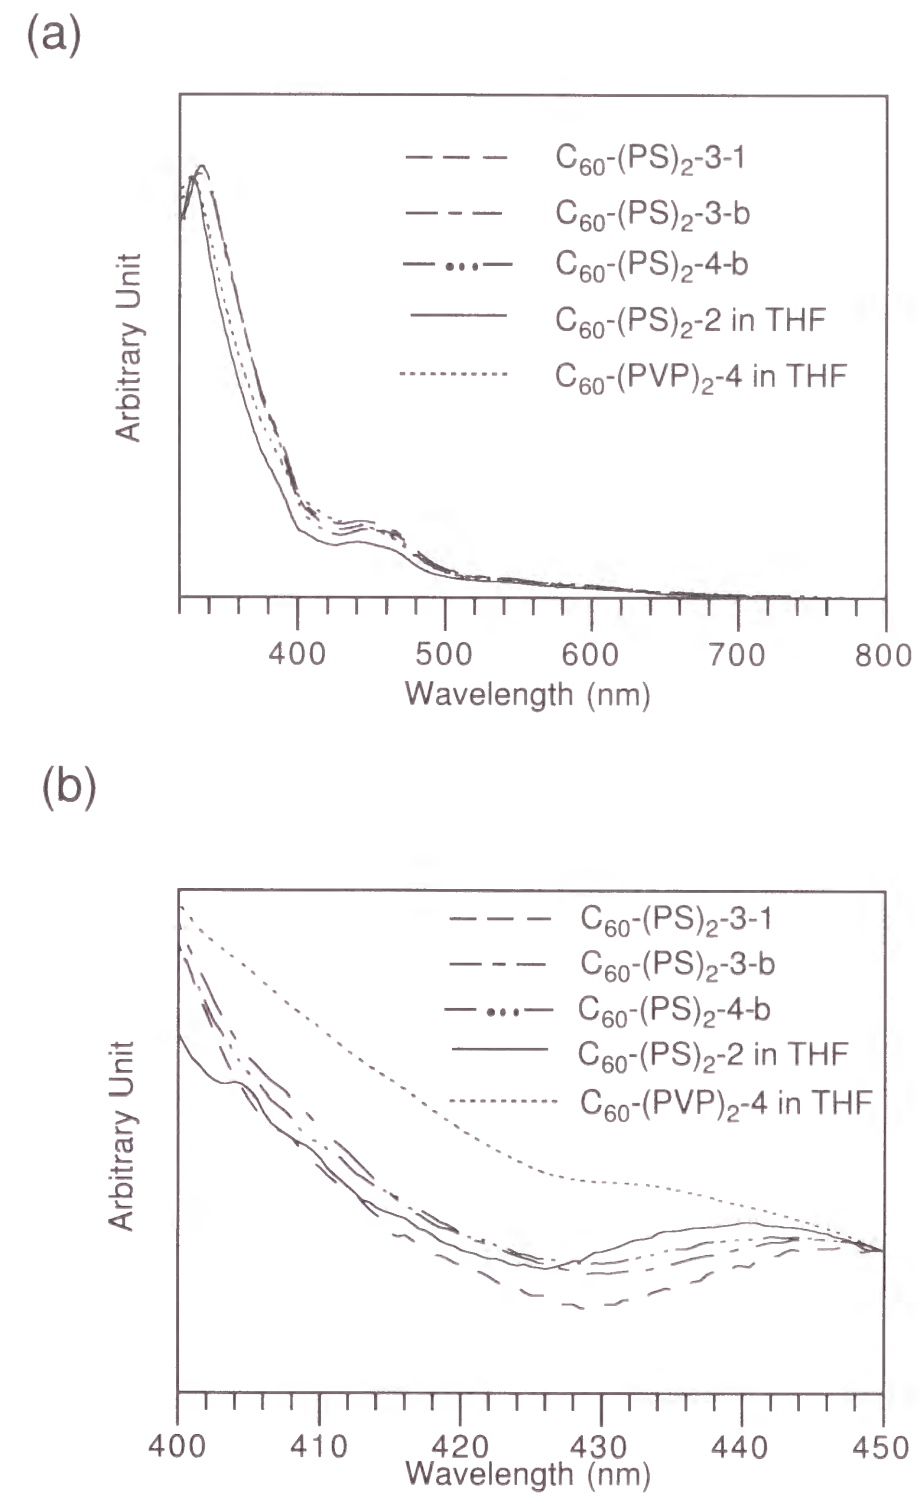 (a)
C60-(PS)2-3-1
C60-(PS)2-3-b
C60-(PS)2-4-b
C60-(PS)2-2 in THF
C60-(PVP)2-4 in THF
Arbitrary Unit
400 500 600 700 800
Wavelength (nm)
(b)
C60-(PS)2-3-1
C60-(PS)2-3-b
C60-(PS)2-4-b
C60-(PS)2-2 in THF
C60-(PVP)2-4 in THF
Arbitrary Unit
400 410 420 430 440 450
Wavelength (nm)